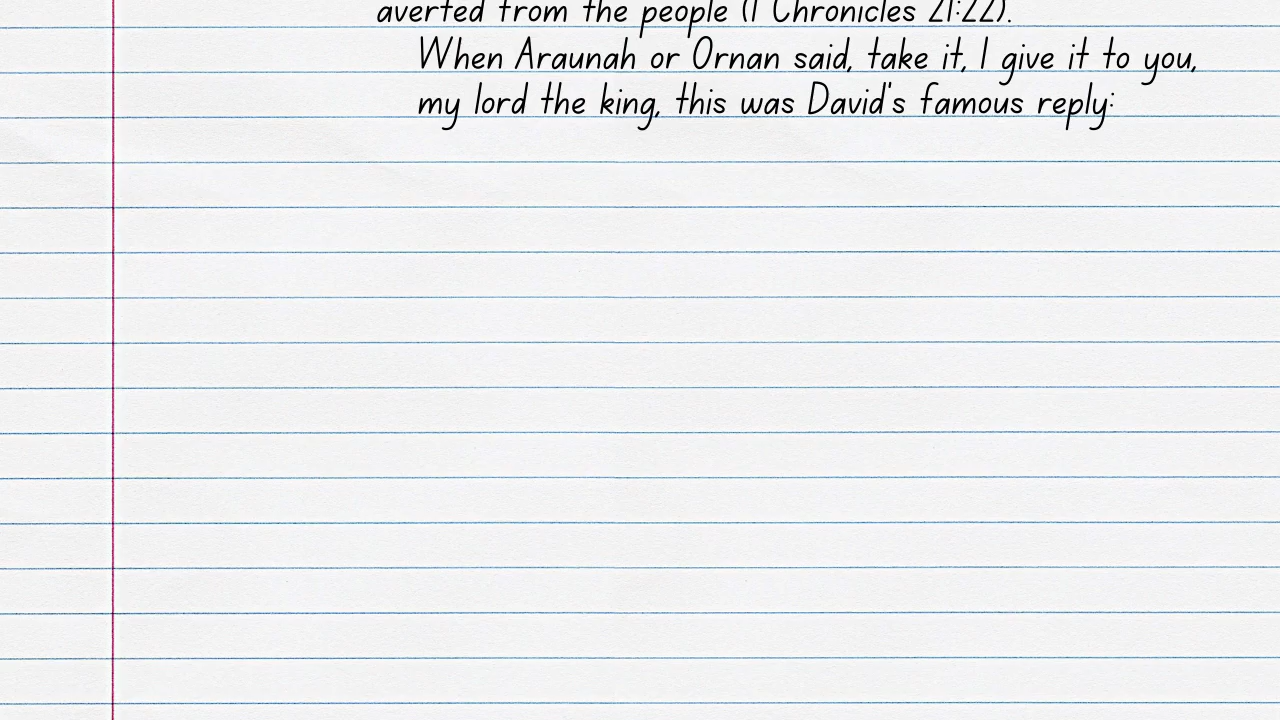 averted from the people (1 Chronicles 21:22).
When Araunah or Ornan said, take it, I give it to you,
my lord the king, this was David's famous reply: